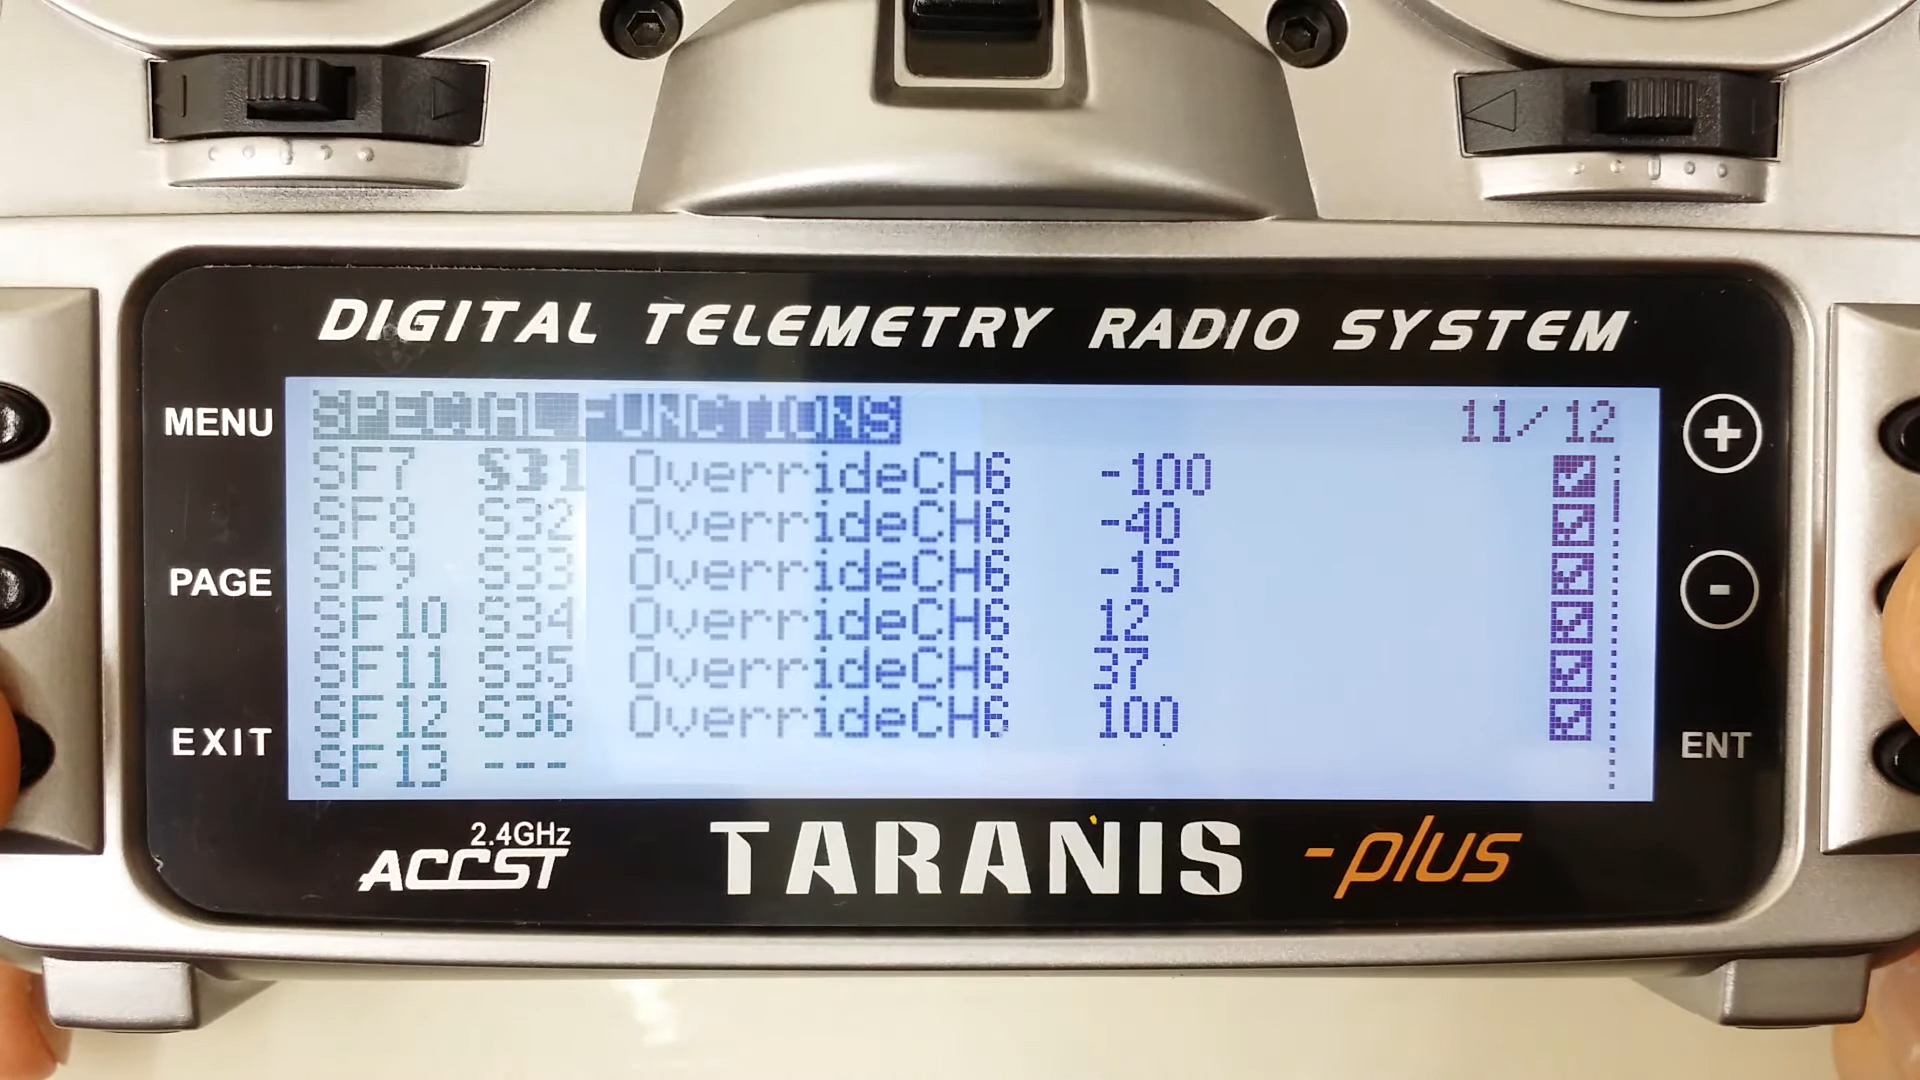 DIGITAL TELEMETRY RADIO SYSTEM
MENU
PAGE
EXIT
SPECIAL FUNCTIONS 11/12
SF7 S31 OverrideCH6 -100
SF8 S32 OverrideCH6 -40
SF9 S33 OverrideCH6 -15
SF10 S34 OverrideCH6 12
SF11 S35 OverrideCH6 37
SF12 S36 OverrideCH6 100
SF13 ---
+
-
ENT
2.4GHz
ACCST
TARANIS -plus